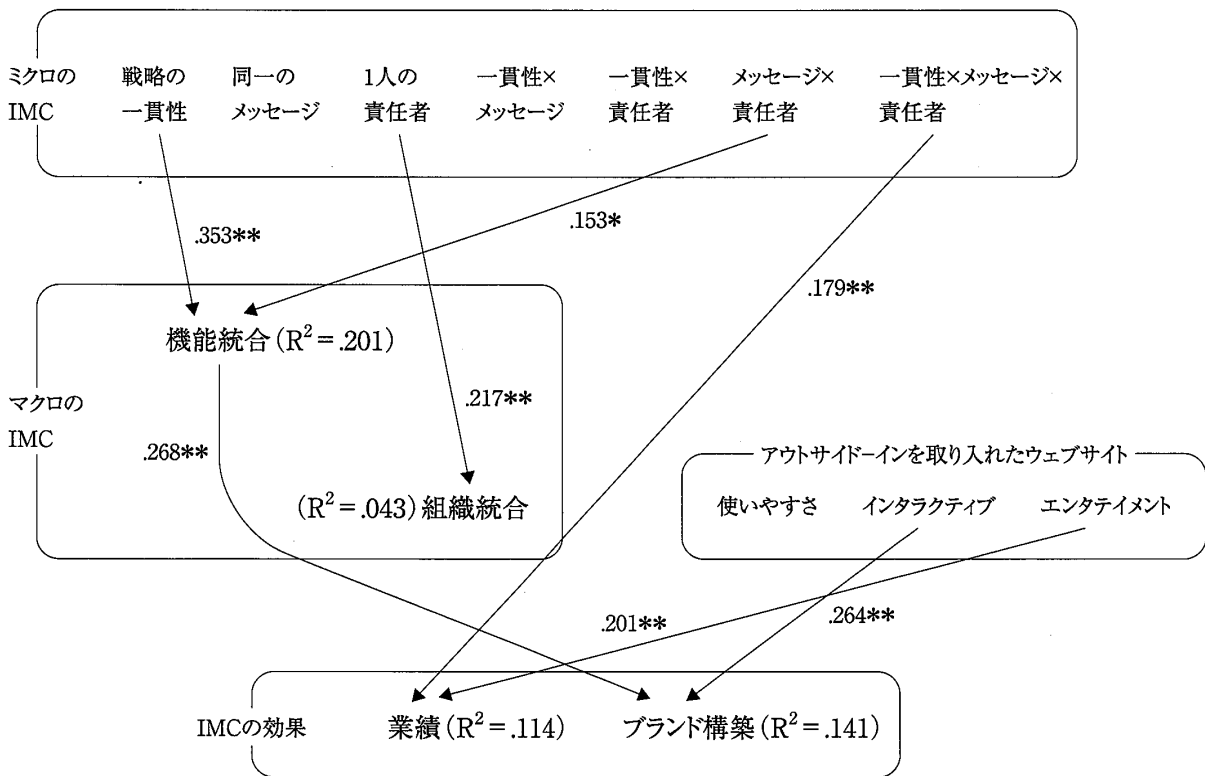 ミクロの IMC
戦略の 一貫性
同一の メッセージ
1人の 責任者
一貫性× メッセージ
一貫性× 責任者
メッセージ× 責任者
一貫性×メッセージ× 責任者
.353**
.153*
.179**
機能統合(R²=.201)
マクロの IMC
.217**
.268**
(R²=.043)組織統合
アウトサイド-インを取り入れたウェブサイト
使いやすさ インタラクティブ エンタテイメント
.201** .264**
IMCの効果 業績(R²=.114) ブランド構築(R²=.141)